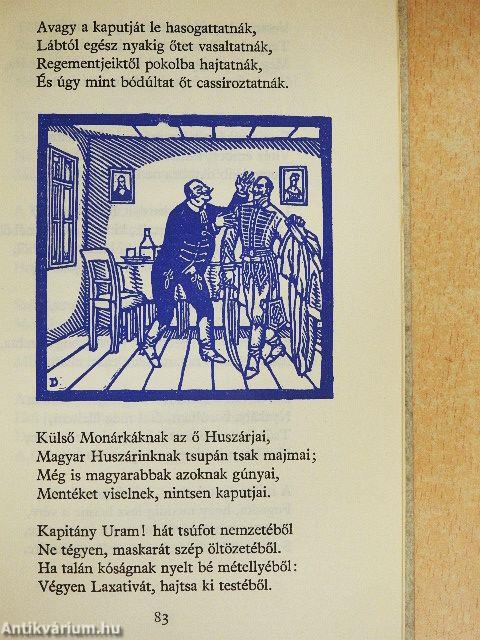 Avagy a kaputját le hasogattatnák,
Lábtól egész nyakig őtet vasaltatnák,
Regementjeiktől pokolba hajtatnák,
És úgy mint bódúltat őt cassiroztatnák.
D
Külső Monárkáknak az ő Huszárjai,
Magyar Huszárinknak tsupán tsak majmai;
Még is magyarabbak azoknak gúnyai,
Mentéket viselnek, nintsen kaputjai.
Kapitány Uram! hát tsúfot nemzetéből
Ne tégyen, maskarát szép öltözetéből.
Ha talán kóságnak nyelt bé métellyéből:
Végyen Laxativát, hajtsa ki testéből.
83
Antikvárium.hu